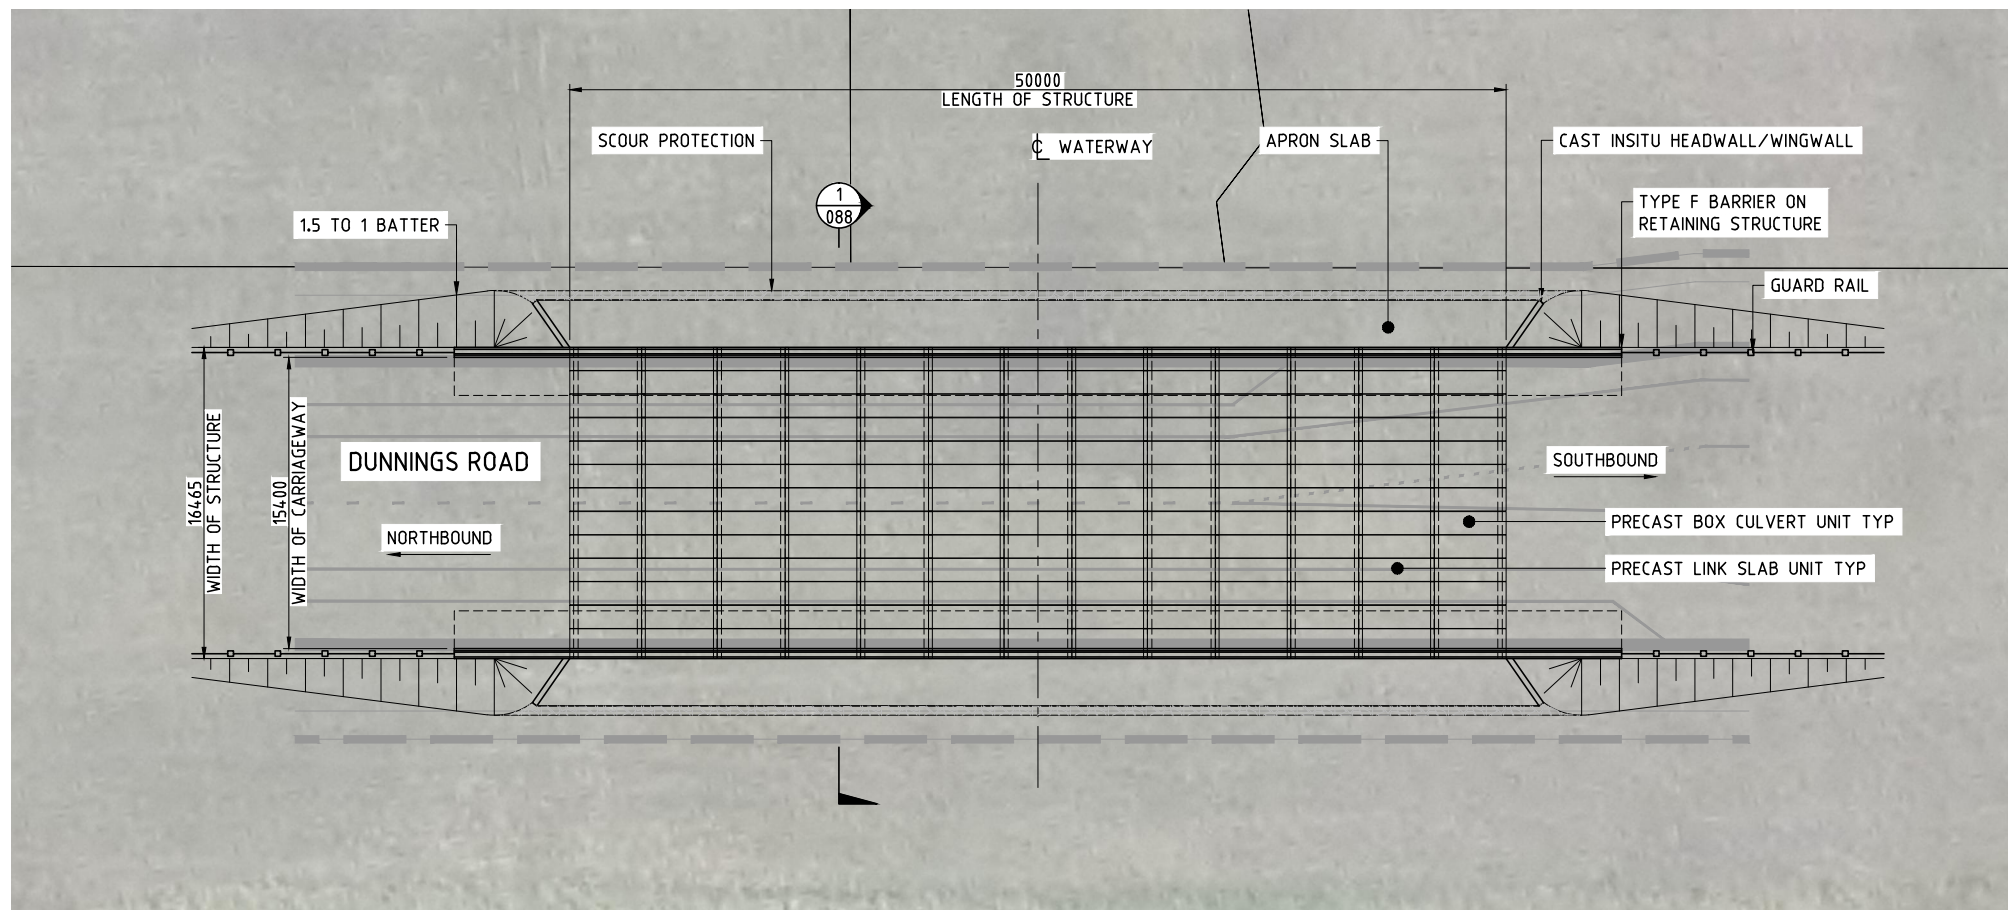 50000
LENGTH OF STRUCTURE
SCOUR PROTECTION
℄ WATERWAY
APRON SLAB
CAST INSITU HEADWALL/WINGWALL
1
088
TYPE F BARRIER ON
RETAINING STRUCTURE
1.5 TO 1 BATTER
GUARD RAIL
16465
WIDTH OF STRUCTURE
15400
WIDTH OF CARRIAGEWAY
DUNNINGS ROAD
SOUTHBOUND
NORTHBOUND
PRECAST BOX CULVERT UNIT TYP
PRECAST LINK SLAB UNIT TYP